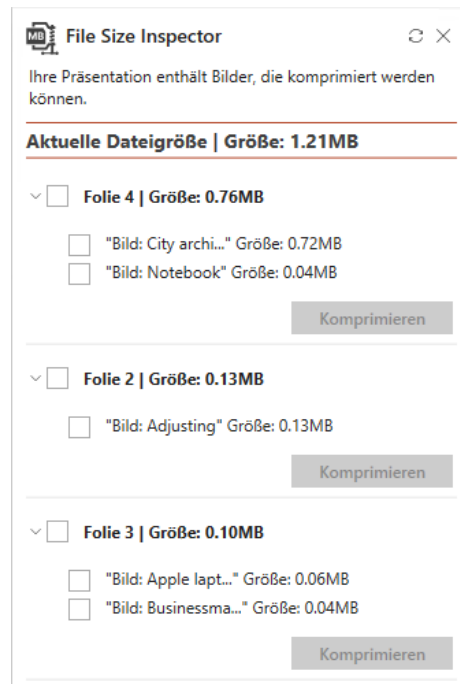 MB File Size Inspector
Ihre Präsentation enthält Bilder, die komprimiert werden
können.
Aktuelle Dateigröße | Größe: 1.21MB
Folie 4 | Größe: 0.76MB
"Bild: City archi..." Größe: 0.72MB
"Bild: Notebook" Größe: 0.04MB
Komprimieren
Folie 2 | Größe: 0.13MB
"Bild: Adjusting" Größe: 0.13MB
Komprimieren
Folie 3 | Größe: 0.10MB
"Bild: Apple lapt..." Größe: 0.06MB
"Bild: Businessma..." Größe: 0.04MB
Komprimieren